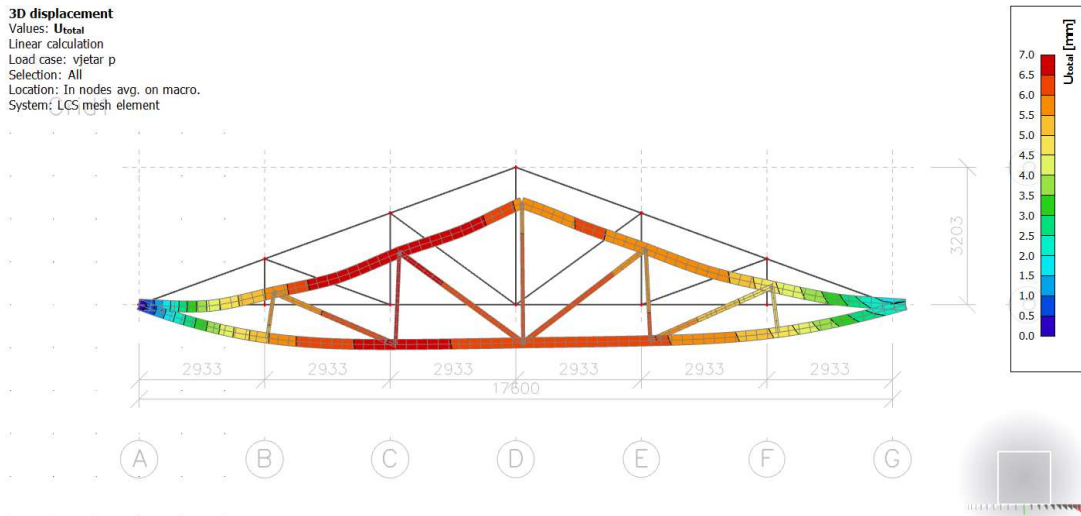 3D displacement
Values: Utotal
Linear calculation
Load case: vjetar p
Selection: All
Location: In nodes avg. on macro.
System: LCS mesh element
Utotal [mm]
7.0
6.5
6.0
5.5
5.0
4.5
4.0
3.5
3.0
2.5
2.0
1.5
1.0
0.5
0.0
3203
2933 2933 2933 2933 2933 2933
17600
A B C D E F G